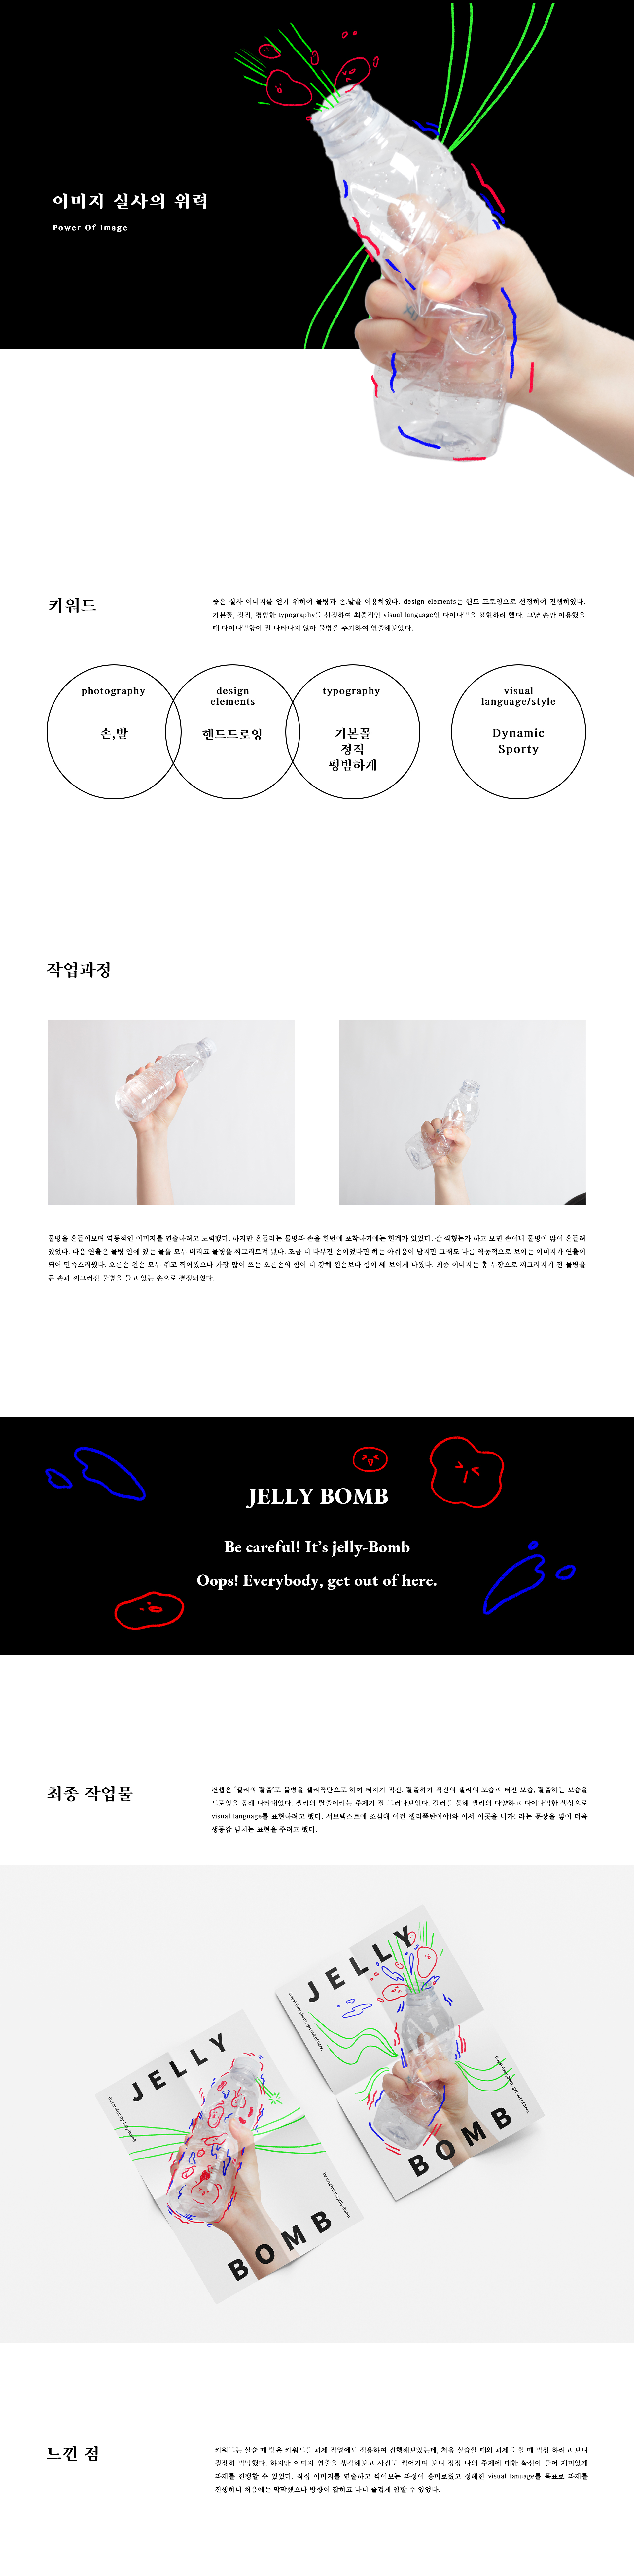 이미지 실사의 위력
Power Of Image
키워드
좋은 실사 이미지를 얻기 위하여 물병과 손,발을 이용하였다. design elements는 핸드 드로잉으로 선정하여 진행하였다.
기본꼴, 정직, 평범한 typography를 선정하여 최종적인 visual language인 다이나믹을 표현하려 했다. 그냥 손만 이용했을
때 다이나믹함이 잘 나타나지 않아 물병을 추가하여 연출해보았다.
photography
손,발
design
elements
핸드드로잉
typography
기본꼴
정직
평범하게
visual
language/style
Dynamic
Sporty
작업과정
물병을 흔들어보며 역동적인 이미지를 연출하려고 노력했다. 하지만 흔들리는 물병과 손을 한번에 포착하기에는 한계가 있었다. 잘 찍혔는가 하고 보면 손이나 물병이 많이 흔들려
있었다. 다음 연출은 물병 안에 있는 물을 모두 버리고 물병을 찌그러트려 봤다. 조금 더 다부진 손이었다면 하는 아쉬움이 남지만 그래도 나름 역동적으로 보이는 이미지가 연출이
되어 만족스러웠다. 오른손 왼손 모두 쥐고 찍어봤으나 가장 많이 쓰는 오른손의 힘이 더 강해 왼손보다 힘이 쎄 보이게 나왔다. 최종 이미지는 총 두장으로 찌그러지기 전 물병을
든 손과 찌그러진 물병을 들고 있는 손으로 결정되었다.
JELLY BOMB
Be careful! It’s jelly-Bomb
Oops! Everybody, get out of here.
최종 작업물
컨셉은 '젤리의 탈출'로 물병을 젤리폭탄으로 하여 터지기 직전, 탈출하기 직전의 젤리의 모습과 터진 모습, 탈출하는 모습을
드로잉을 통해 나타내었다. 젤리의 탈출이라는 주제가 잘 드러나보인다. 컬러를 통해 젤리의 다양하고 다이나믹한 색상으로
visual language를 표현하려고 했다. 서브텍스트에 조심해 이건 젤리폭탄이야!와 어서 이곳을 나가! 라는 문장을 넣어 더욱
생동감 넘치는 표현을 주려고 했다.
JELLY
Oops! Everybody, get out of here.
Oops! Everybody, get out of here.
BOMB
JELLY
Be careful! It's jelly-Bomb
Be careful! It's jelly-Bomb
BOMB
느낀 점
키워드는 실습 때 받은 키워드를 과제 작업에도 적용하여 진행해보았는데, 처음 실습할 때와 과제를 할 때 막상 하려고 보니
굉장히 막막했다. 하지만 이미지 연출을 생각해보고 사진도 찍어가며 보니 점점 나의 주제에 대한 확신이 들어 재미있게
과제를 진행할 수 있었다. 직접 이미지를 연출하고 찍어보는 과정이 흥미로웠고 정해진 visual lanuage를 목표로 과제를
진행하니 처음에는 막막했으나 방향이 잡히고 나니 즐겁게 임할 수 있었다.